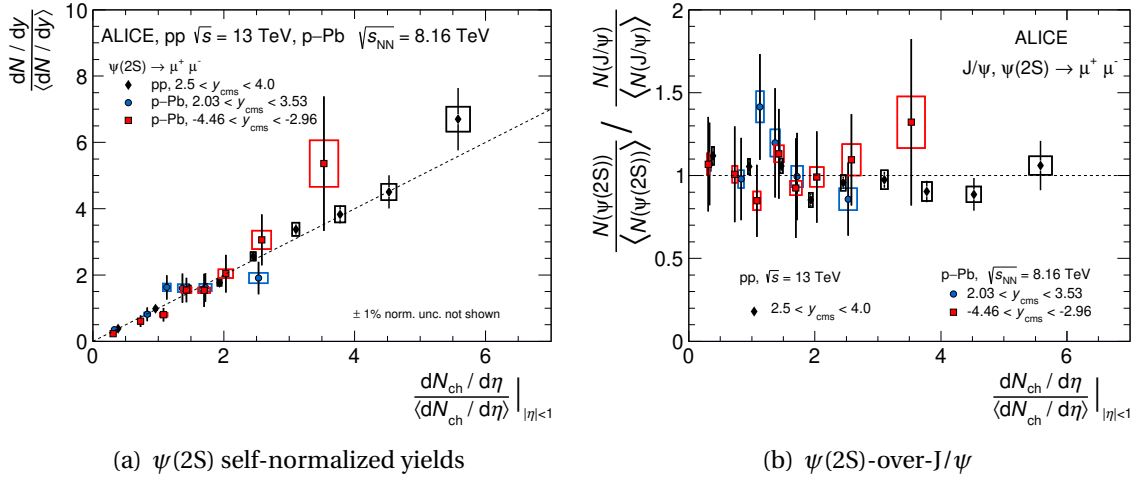 dN / dy
⟨dN / dy⟩
10
8
6
4
2
0
ALICE, pp √s = 13 TeV, p–Pb √sNN = 8.16 TeV
ψ(2S) → μ+ μ-
pp, 2.5 < ycms < 4.0
p–Pb, 2.03 < ycms < 3.53
p–Pb, -4.46 < ycms < -2.96
± 1% norm. unc. not shown
0 2 4 6
dNch / dη
⟨dNch / dη⟩ | |η|<1
(a) ψ(2S) self-normalized yields
N(ψ(2S)) / N(J/ψ)
⟨N(ψ(2S))⟩ ⟨N(J/ψ)⟩
2
1.5
1
0.5
0
ALICE
J/ψ, ψ(2S) → μ+ μ-
pp, √s = 13 TeV
2.5 < ycms < 4.0
p–Pb, √sNN = 8.16 TeV
2.03 < ycms < 3.53
-4.46 < ycms < -2.96
0 2 4 6
dNch / dη
⟨dNch / dη⟩ | |η|<1
(b) ψ(2S)-over-J/ψ